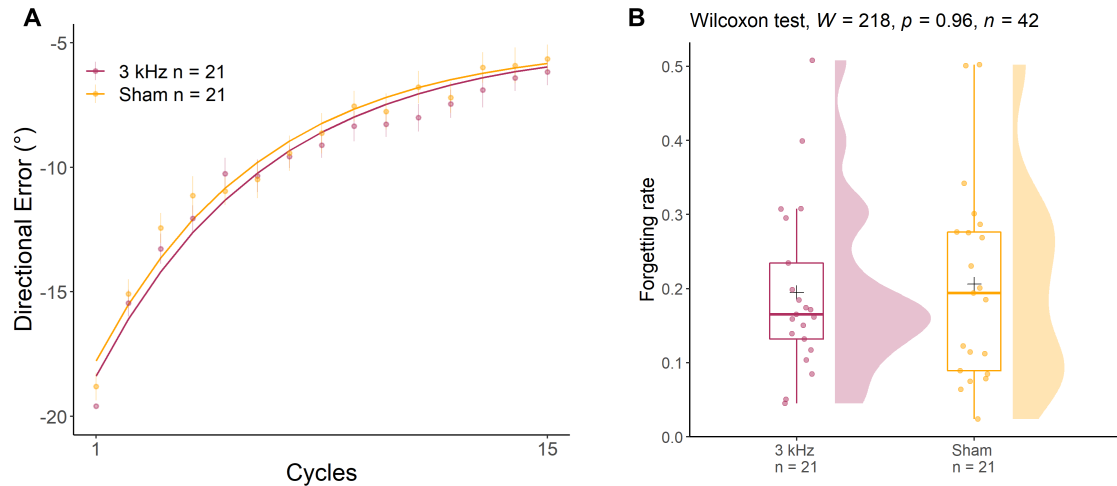 A
Directional Error (°)
-5
-10
-15
-20
3 kHz n = 21
Sham n = 21
1
15
Cycles
B
Wilcoxon test, W = 218, p = 0.96, n = 42
Forgetting rate
0.5
0.4
0.3
0.2
0.1
0.0
3 kHz
n = 21
Sham
n = 21